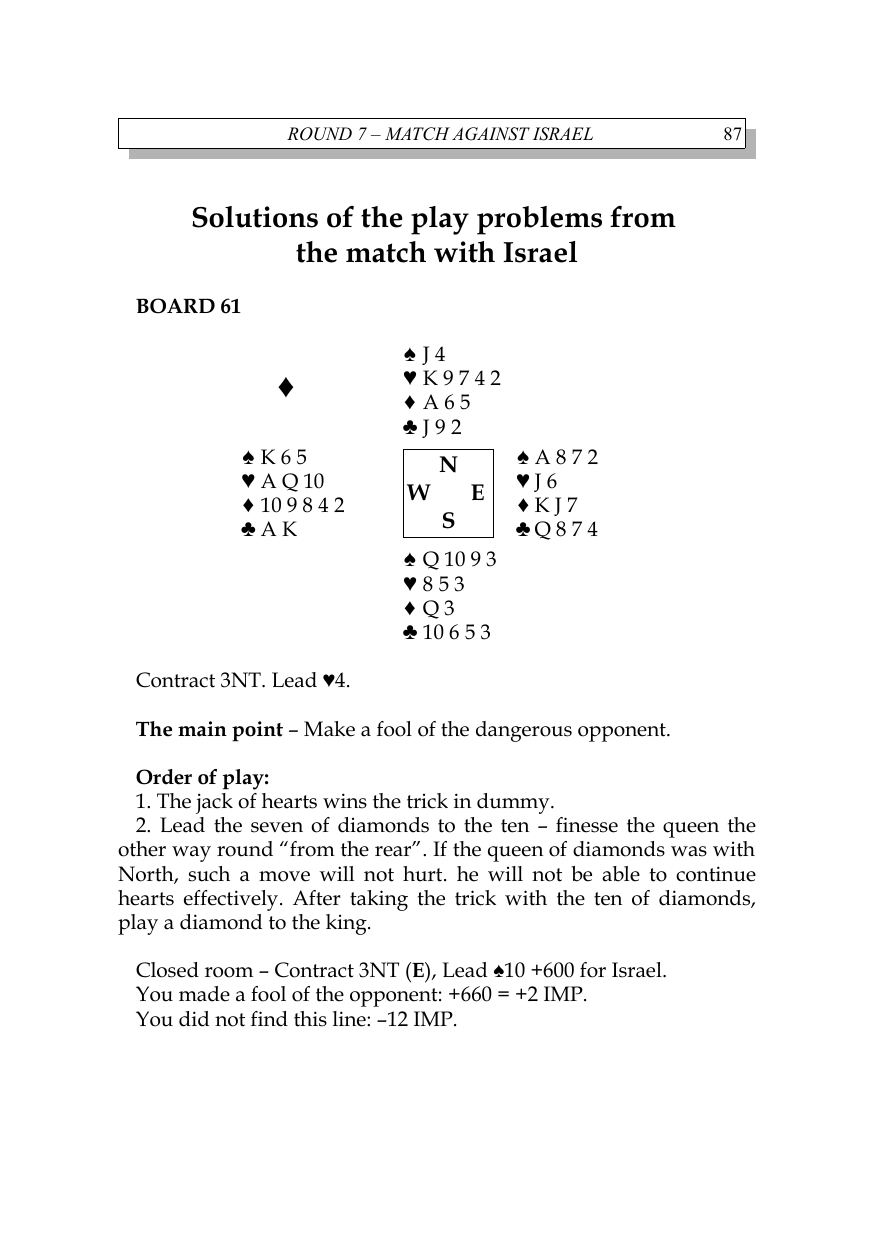 ROUND 7 – MATCH AGAINST ISRAEL 87
Solutions of the play problems from
the match with Israel
BOARD 61
♦
♠ J 4
♥ K 9 7 4 2
♦ A 6 5
♣ J 9 2
♠ K 6 5
♥ A Q 10
♦ 10 9 8 4 2
♣ A K
N
W E
S
♠ A 8 7 2
♥ J 6
♦ K J 7
♣ Q 8 7 4
♠ Q 10 9 3
♥ 8 5 3
♦ Q 3
♣ 10 6 5 3
Contract 3NT. Lead ♥4.
The main point – Make a fool of the dangerous opponent.
Order of play:
1. The jack of hearts wins the trick in dummy.
2. Lead the seven of diamonds to the ten – finesse the queen the
other way round “from the rear”. If the queen of diamonds was with
North, such a move will not hurt. he will not be able to continue
hearts effectively. After taking the trick with the ten of diamonds,
play a diamond to the king.
Closed room – Contract 3NT (E), Lead ♠10 +600 for Israel.
You made a fool of the opponent: +660 = +2 IMP.
You did not find this line: –12 IMP.